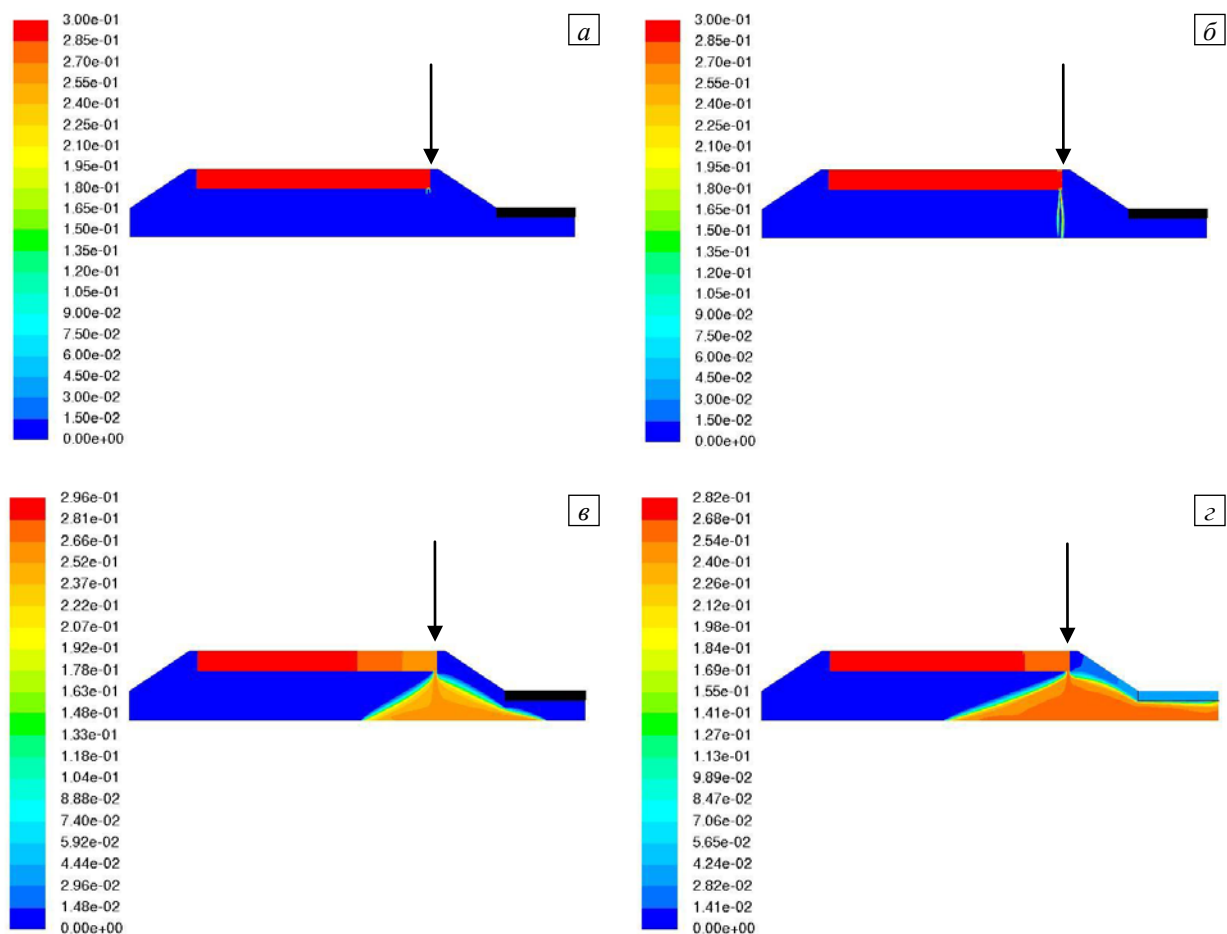 а
3.00e-01
2.85e-01
2.70e-01
2.55e-01
2.40e-01
2.25e-01
2.10e-01
1.95e-01
1.80e-01
1.65e-01
1.50e-01
1.35e-01
1.20e-01
1.05e-01
9.00e-02
7.50e-02
6.00e-02
4.50e-02
3.00e-02
1.50e-02
0.00e+00
б
3.00e-01
2.85e-01
2.70e-01
2.55e-01
2.40e-01
2.25e-01
2.10e-01
1.95e-01
1.80e-01
1.65e-01
1.50e-01
1.35e-01
1.20e-01
1.05e-01
9.00e-02
7.50e-02
6.00e-02
4.50e-02
3.00e-02
1.50e-02
0.00e+00
в
2.96e-01
2.81e-01
2.66e-01
2.52e-01
2.37e-01
2.22e-01
2.07e-01
1.92e-01
1.78e-01
1.63e-01
1.48e-01
1.33e-01
1.18e-01
1.04e-01
8.88e-02
7.40e-02
5.92e-02
4.44e-02
2.96e-02
1.48e-02
0.00e+00
г
2.82e-01
2.68e-01
2.54e-01
2.40e-01
2.26e-01
2.12e-01
1.98e-01
1.84e-01
1.69e-01
1.55e-01
1.41e-01
1.27e-01
1.13e-01
9.89e-02
8.47e-02
7.06e-02
5.65e-02
4.24e-02
2.82e-02
1.41e-02
0.00e+00